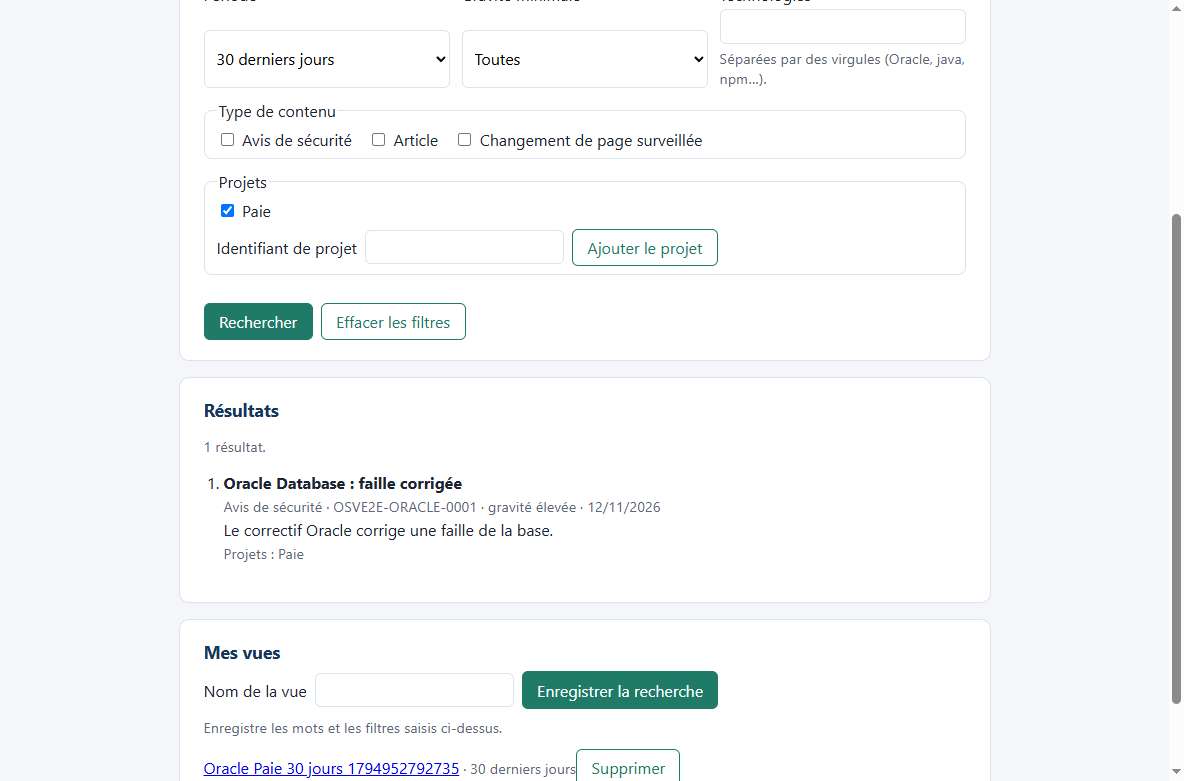 30 derniers jours
Toutes
Séparées par des virgules (Oracle, java,
npm...).
Type de contenu
Avis de sécurité
Article
Changement de page surveillée
Projets
Paie
Identifiant de projet
Ajouter le projet
Rechercher
Effacer les filtres
Résultats
1 résultat.
1. Oracle Database : faille corrigée
Avis de sécurité · OSVE2E-ORACLE-0001 · gravité élevée · 12/11/2026
Le correctif Oracle corrige une faille de la base.
Projets : Paie
Mes vues
Nom de la vue
Enregistrer la recherche
Enregistre les mots et les filtres saisis ci-dessus.
Oracle Paie 30 jours 1794952792735 · 30 derniers jours
Supprimer